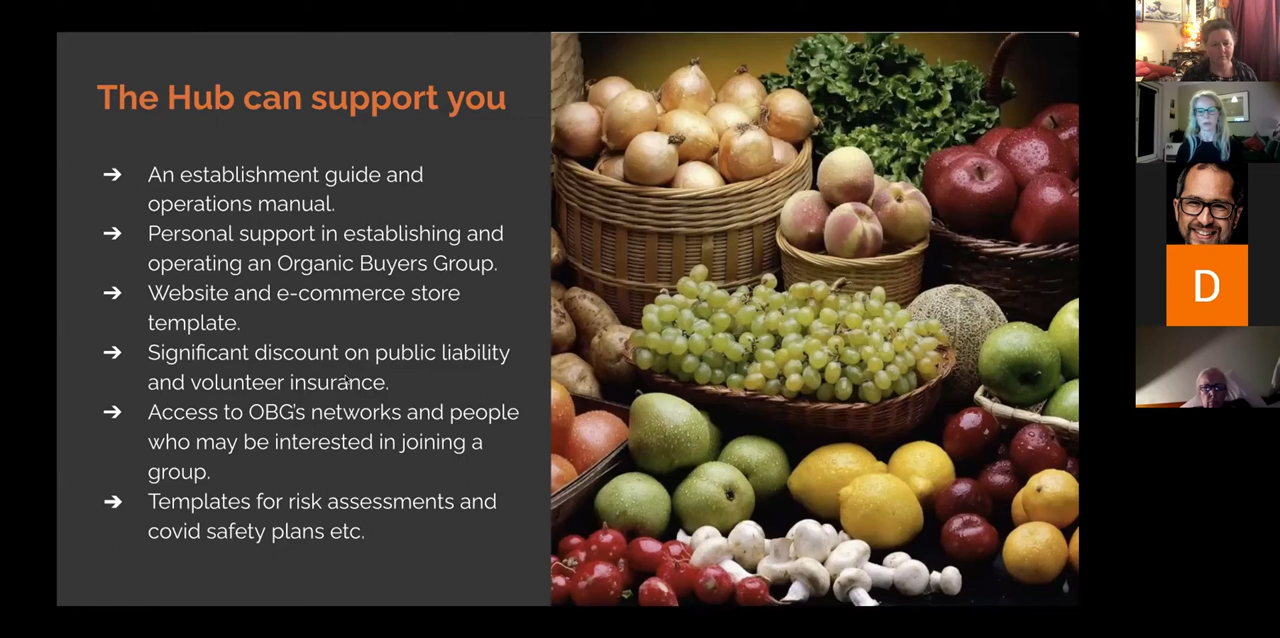 The Hub can support you
➔ An establishment guide and
operations manual.
➔ Personal support in establishing and
operating an Organic Buyers Group.
➔ Website and e-commerce store
template.
➔ Significant discount on public liability
and volunteer insurance.
➔ Access to OBG's networks and people
who may be interested in joining a
group.
➔ Templates for risk assessments and
covid safety plans etc.
D